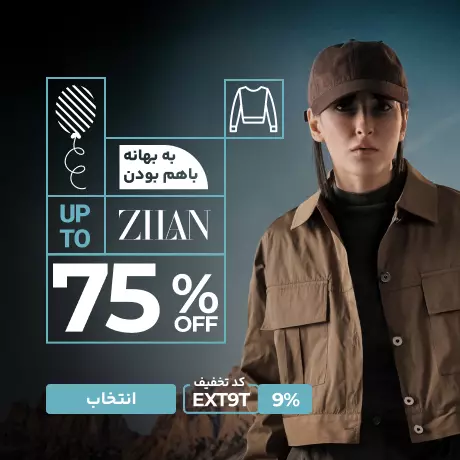 به بهانه
باهم بودن
UP TO
ZHAN
75% OFF
انتخاب
کد تخفیف
EXT9T
9%